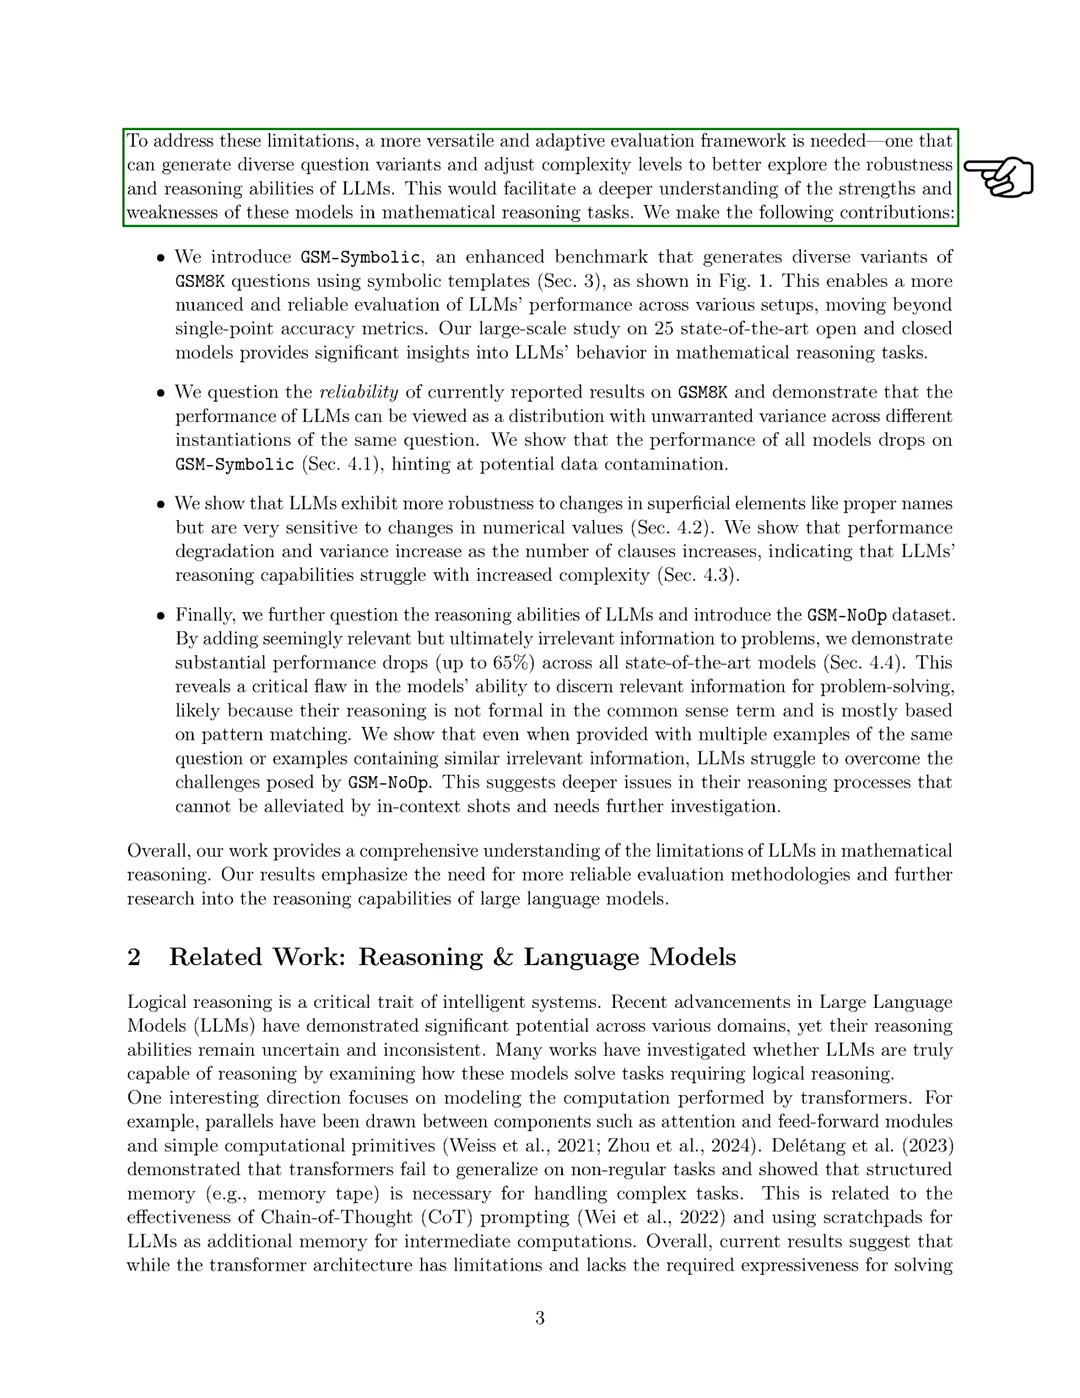 To address these limitations, a more versatile and adaptive evaluation framework is needed—one that
can generate diverse question variants and adjust complexity levels to better explore the robustness
and reasoning abilities of LLMs. This would facilitate a deeper understanding of the strengths and
weaknesses of these models in mathematical reasoning tasks. We make the following contributions:
• We introduce GSM-Symbolic, an enhanced benchmark that generates diverse variants of
GSM8K questions using symbolic templates (Sec. 3), as shown in Fig. 1. This enables a more
nuanced and reliable evaluation of LLMs' performance across various setups, moving beyond
single-point accuracy metrics. Our large-scale study on 25 state-of-the-art open and closed
models provides significant insights into LLMs' behavior in mathematical reasoning tasks.
• We question the reliability of currently reported results on GSM8K and demonstrate that the
performance of LLMs can be viewed as a distribution with unwarranted variance across different
instantiations of the same question. We show that the performance of all models drops on
GSM-Symbolic (Sec. 4.1), hinting at potential data contamination.
• We show that LLMs exhibit more robustness to changes in superficial elements like proper names
but are very sensitive to changes in numerical values (Sec. 4.2). We show that performance
degradation and variance increase as the number of clauses increases, indicating that LLMs'
reasoning capabilities struggle with increased complexity (Sec. 4.3).
• Finally, we further question the reasoning abilities of LLMs and introduce the GSM-NoOp dataset.
By adding seemingly relevant but ultimately irrelevant information to problems, we demonstrate
substantial performance drops (up to 65%) across all state-of-the-art models (Sec. 4.4). This
reveals a critical flaw in the models' ability to discern relevant information for problem-solving,
likely because their reasoning is not formal in the common sense term and is mostly based
on pattern matching. We show that even when provided with multiple examples of the same
question or examples containing similar irrelevant information, LLMs struggle to overcome the
challenges posed by GSM-NoOp. This suggests deeper issues in their reasoning processes that
cannot be alleviated by in-context shots and needs further investigation.
Overall, our work provides a comprehensive understanding of the limitations of LLMs in mathematical
reasoning. Our results emphasize the need for more reliable evaluation methodologies and further
research into the reasoning capabilities of large language models.
2 Related Work: Reasoning & Language Models
Logical reasoning is a critical trait of intelligent systems. Recent advancements in Large Language
Models (LLMs) have demonstrated significant potential across various domains, yet their reasoning
abilities remain uncertain and inconsistent. Many works have investigated whether LLMs are truly
capable of reasoning by examining how these models solve tasks requiring logical reasoning.
One interesting direction focuses on modeling the computation performed by transformers. For
example, parallels have been drawn between components such as attention and feed-forward modules
and simple computational primitives (Weiss et al., 2021; Zhou et al., 2024). Delétang et al. (2023)
demonstrated that transformers fail to generalize on non-regular tasks and showed that structured
memory (e.g., memory tape) is necessary for handling complex tasks. This is related to the
effectiveness of Chain-of-Thought (CoT) prompting (Wei et al., 2022) and using scratchpads for
LLMs as additional memory for intermediate computations. Overall, current results suggest that
while the transformer architecture has limitations and lacks the required expressiveness for solving
3